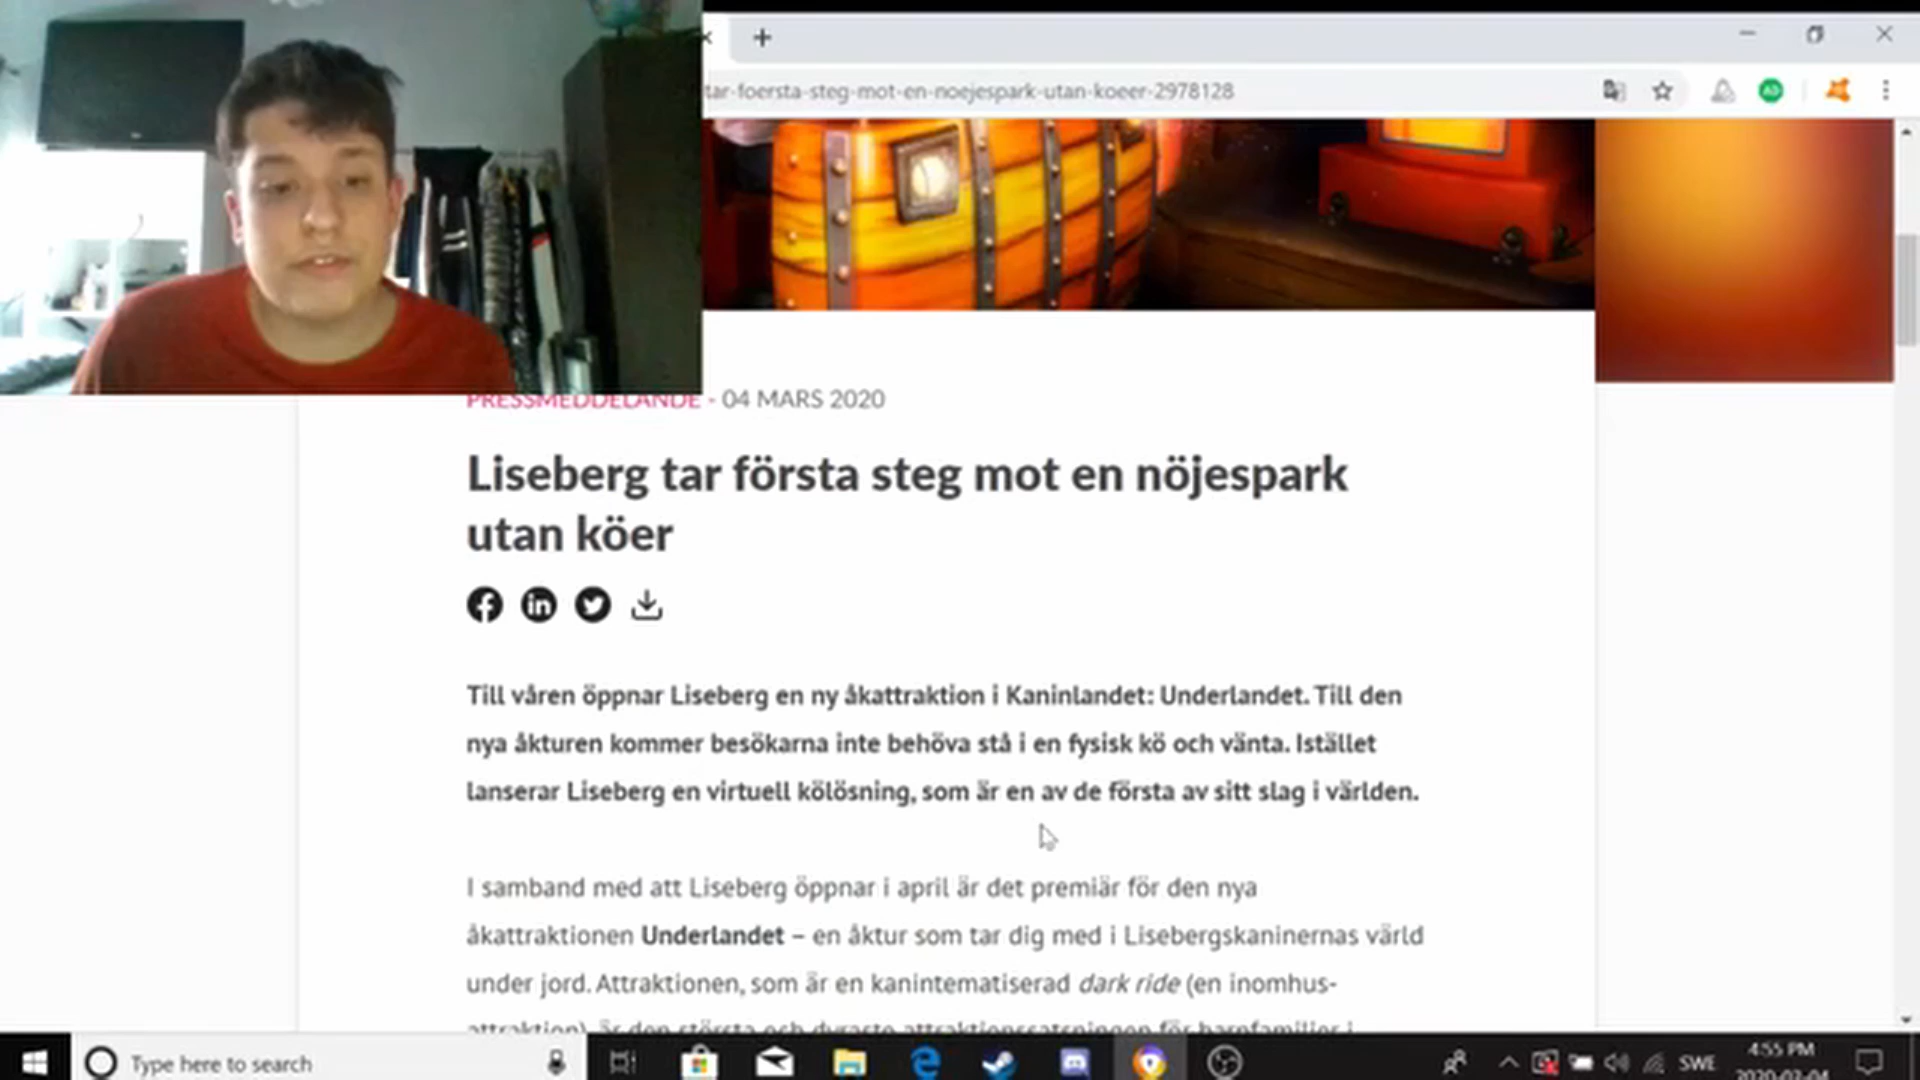 tar-foersta-steg-mot-en-noejespark-utan-koeer-2978128
PRESSMEDDELANDE - 04 MARS 2020
Liseberg tar första steg mot en nöjespark
utan köer
Till våren öppnar Liseberg en ny åkattraktion i Kaninlandet: Underlandet. Till den
nya åkturen kommer besökarna inte behöva stå i en fysisk kö och vänta. Istället
lanserar Liseberg en virtuell kölösning, som är en av de första av sitt slag i världen.
I samband med att Liseberg öppnar i april är det premiär för den nya
åkattraktionen Underlandet – en åktur som tar dig med i Lisebergskaninernas värld
under jord. Attraktionen, som är en kanintematiserad dark ride (en inomhus-
attraktion), är den största och dyraste attraktionssatsningen för barnfamiljer i
Type here to search
SWE
4:55 PM
2020-03-04